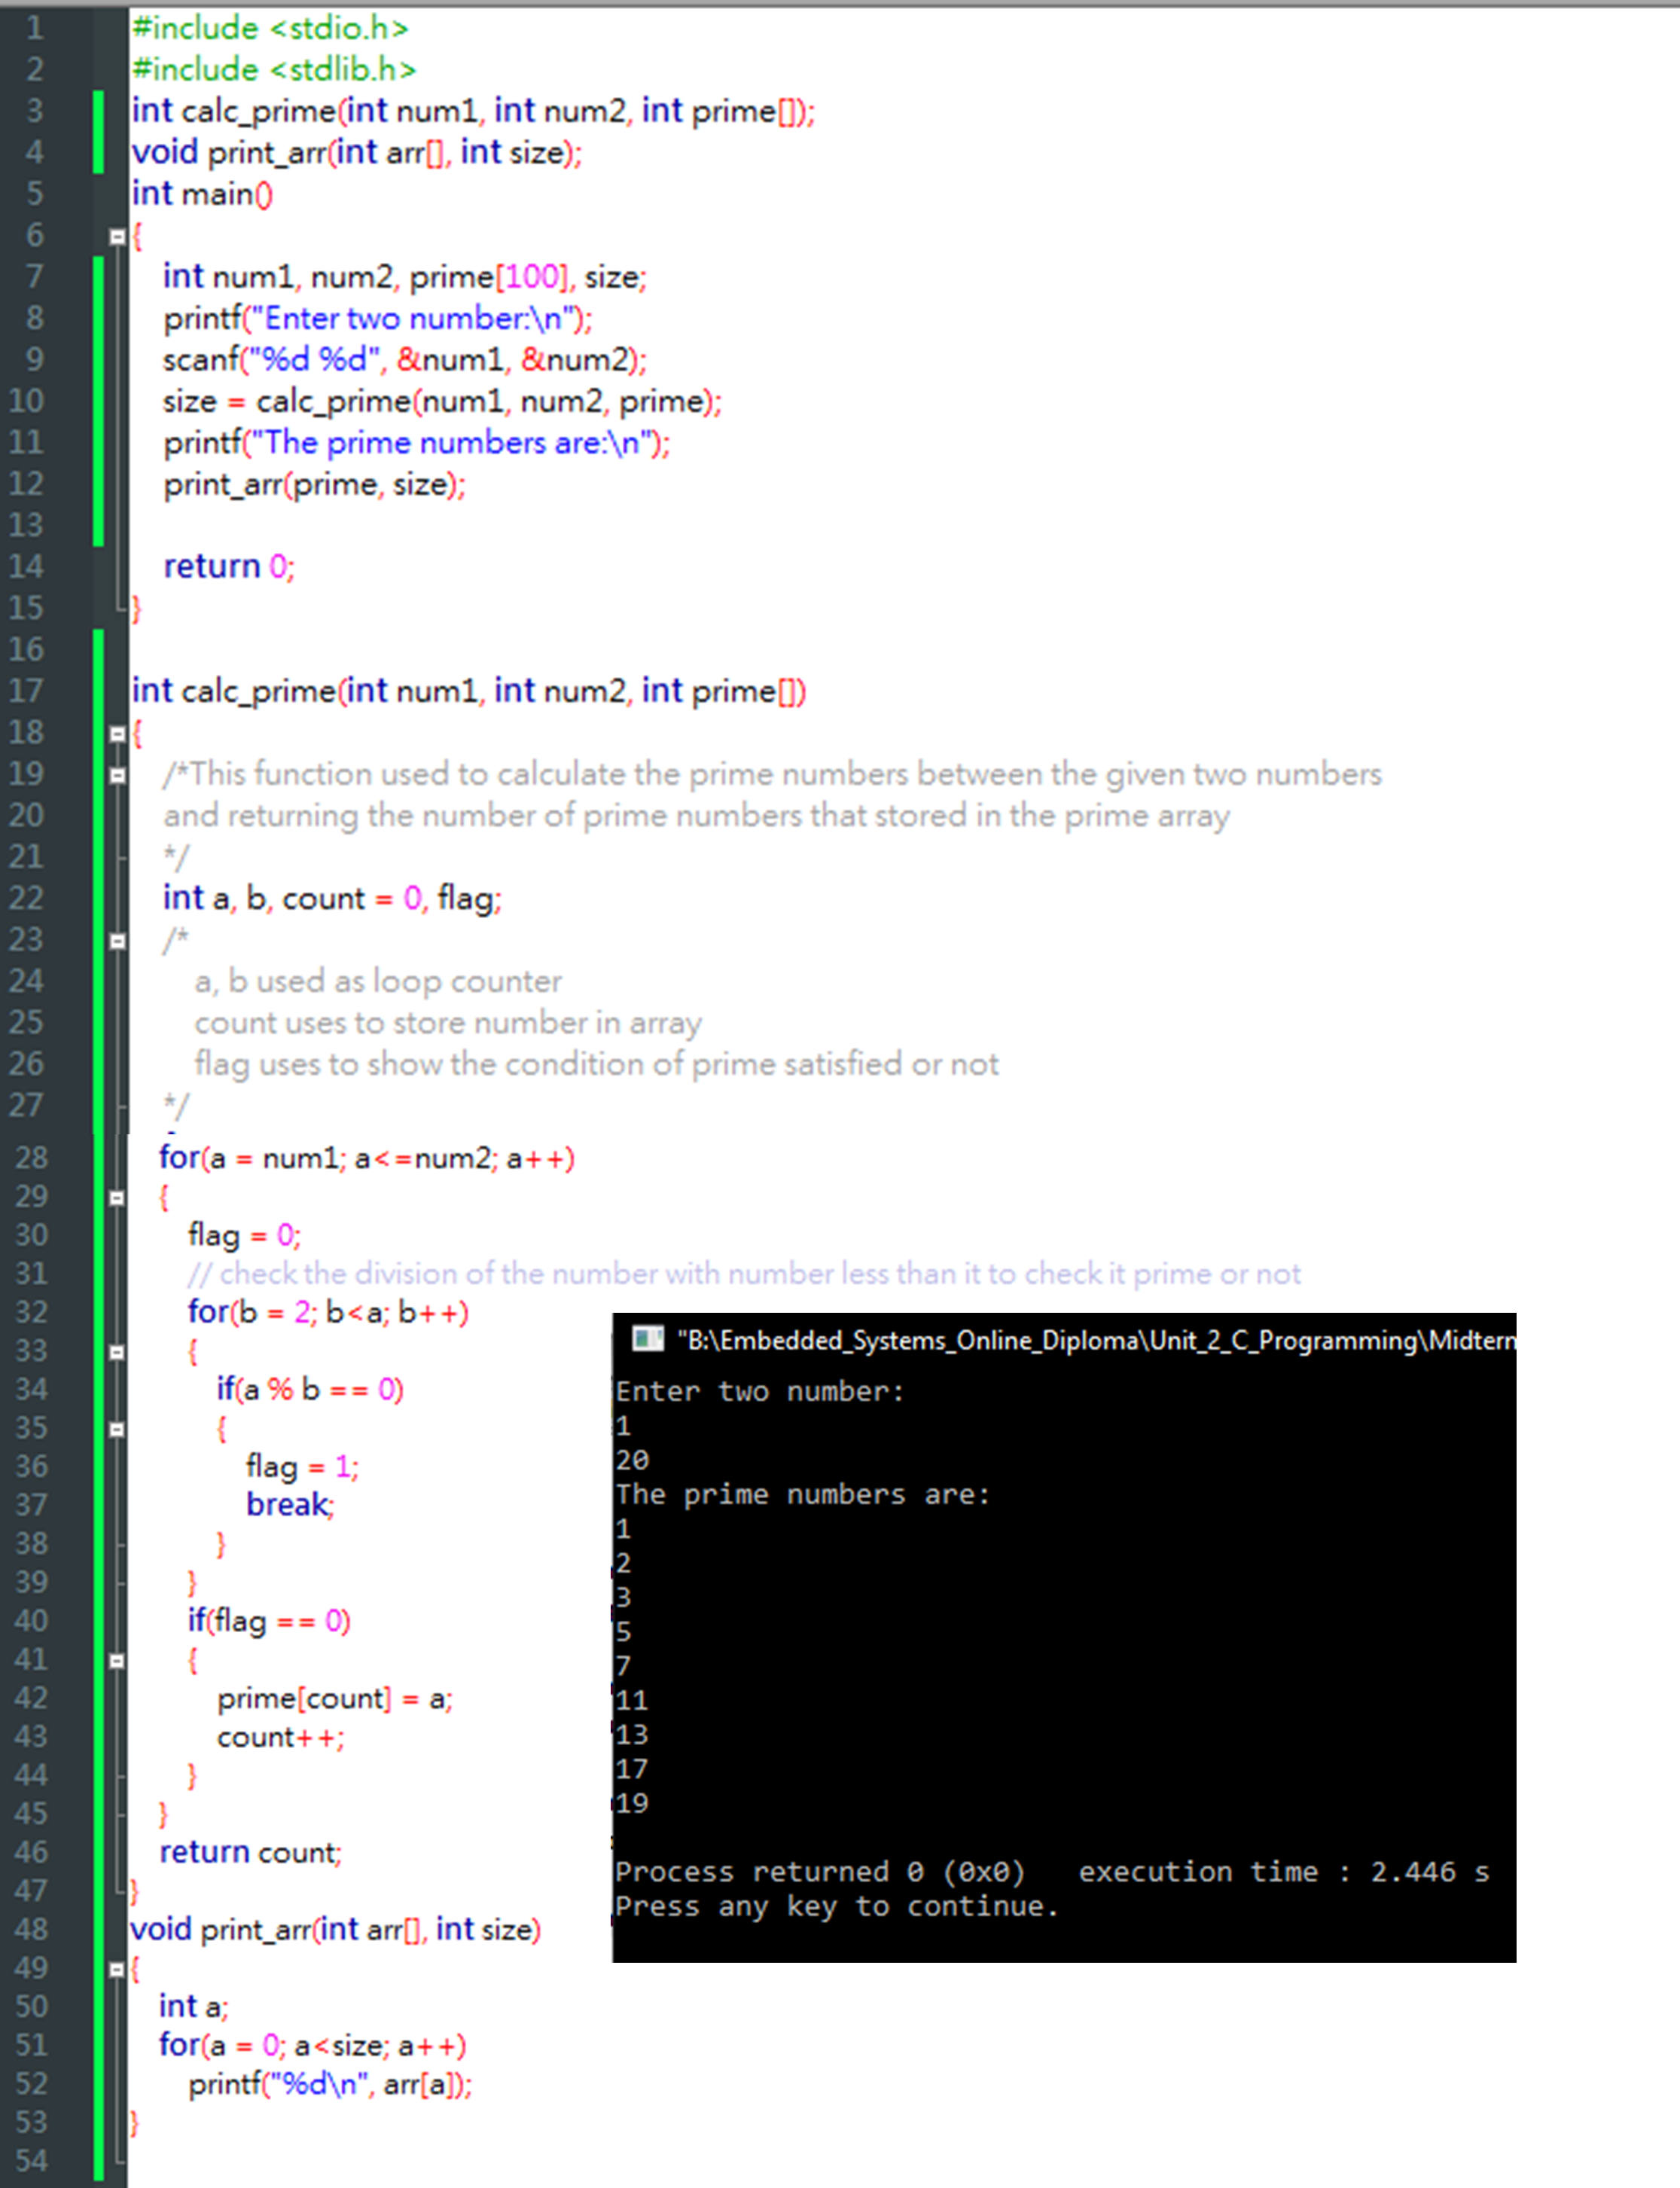 1 #include <stdio.h>
2 #include <stdlib.h>
3 int calc_prime(int num1, int num2, int prime[]);
4 void print_arr(int arr[], int size);
5 int main()
6 {
7 int num1, num2, prime[100], size;
8 printf("Enter two number:\n");
9 scanf("%d %d", &num1, &num2);
10 size = calc_prime(num1, num2, prime);
11 printf("The prime numbers are:\n");
12 print_arr(prime, size);
13
14 return 0;
15 }
16
17 int calc_prime(int num1, int num2, int prime[])
18 {
19 /*This function used to calculate the prime numbers between the given two numbers
20 and returning the number of prime numbers that stored in the prime array
21 */
22 int a, b, count = 0, flag;
23 /*
24 a, b used as loop counter
25 count uses to store number in array
26 flag uses to show the condition of prime satisfied or not
27 */
28 for(a = num1; a<=num2; a++)
29 {
30 flag = 0;
31 // check the division of the number with number less than it to check it prime or not
32 for(b = 2; b<a; b++)
33 {
34 if(a % b == 0)
35 {
36 flag = 1;
37 break;
38 }
39 }
40 if(flag == 0)
41 {
42 prime[count] = a;
43 count++;
44 }
45 }
46 return count;
47 }
48 void print_arr(int arr[], int size)
49 {
50 int a;
51 for(a = 0; a<size; a++)
52 printf("%d\n", arr[a]);
53 }
54
"B:\Embedded_Systems_Online_Diploma\Unit_2_C_Programming\Midtern
Enter two number:
1
20
The prime numbers are:
1
2
3
5
7
11
13
17
19
Process returned 0 (0x0) execution time : 2.446 s
Press any key to continue.